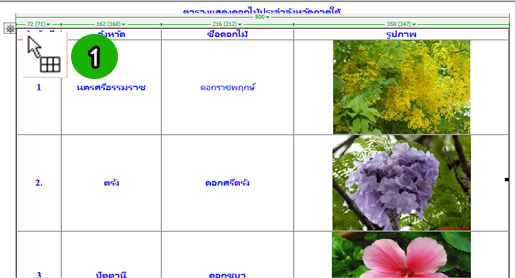 ตารางแสดงดอกไม้ประจำจังหวัดภาคใต้
800
72 (71) 162 (160) 216 (212) 350 (347)
จังหวัด ชื่อดอกไม้ รูปภาพ
1
1 นครศรีธรรมราช ดอกราชพฤกษ์
2. ตรัง ดอกศรีตรัง
3 ปัตตานี ดอกชบา